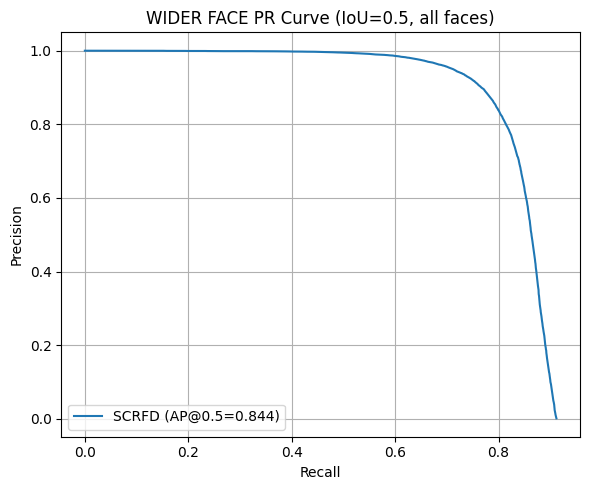 WIDER FACE PR Curve (IoU=0.5, all faces)
1.0
0.8
0.6
0.4
0.2
0.0
Precision
SCRFD (AP@0.5=0.844)
0.0 0.2 0.4 0.6 0.8
Recall